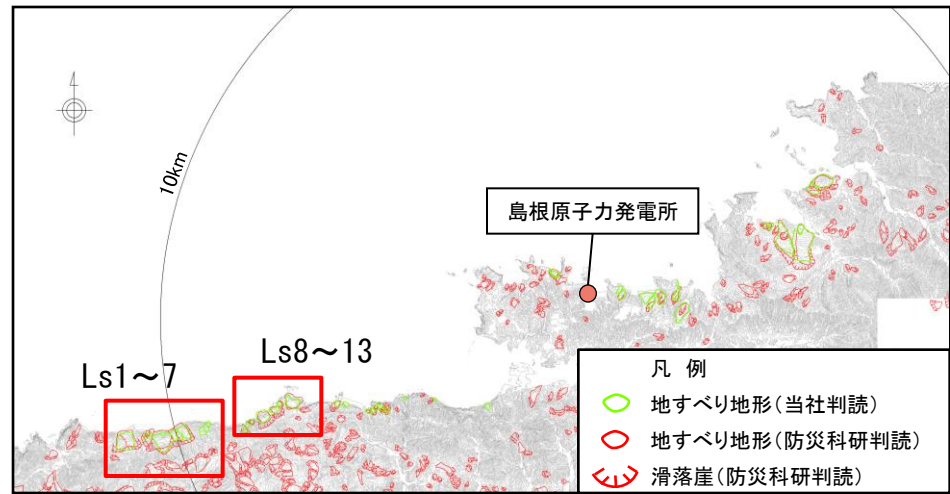 10km
島根原子力発電所
Ls1～7
Ls8～13
凡 例
地すべり地形(当社判読)
地すべり地形(防災科研判読)
滑落崖(防災科研判読)